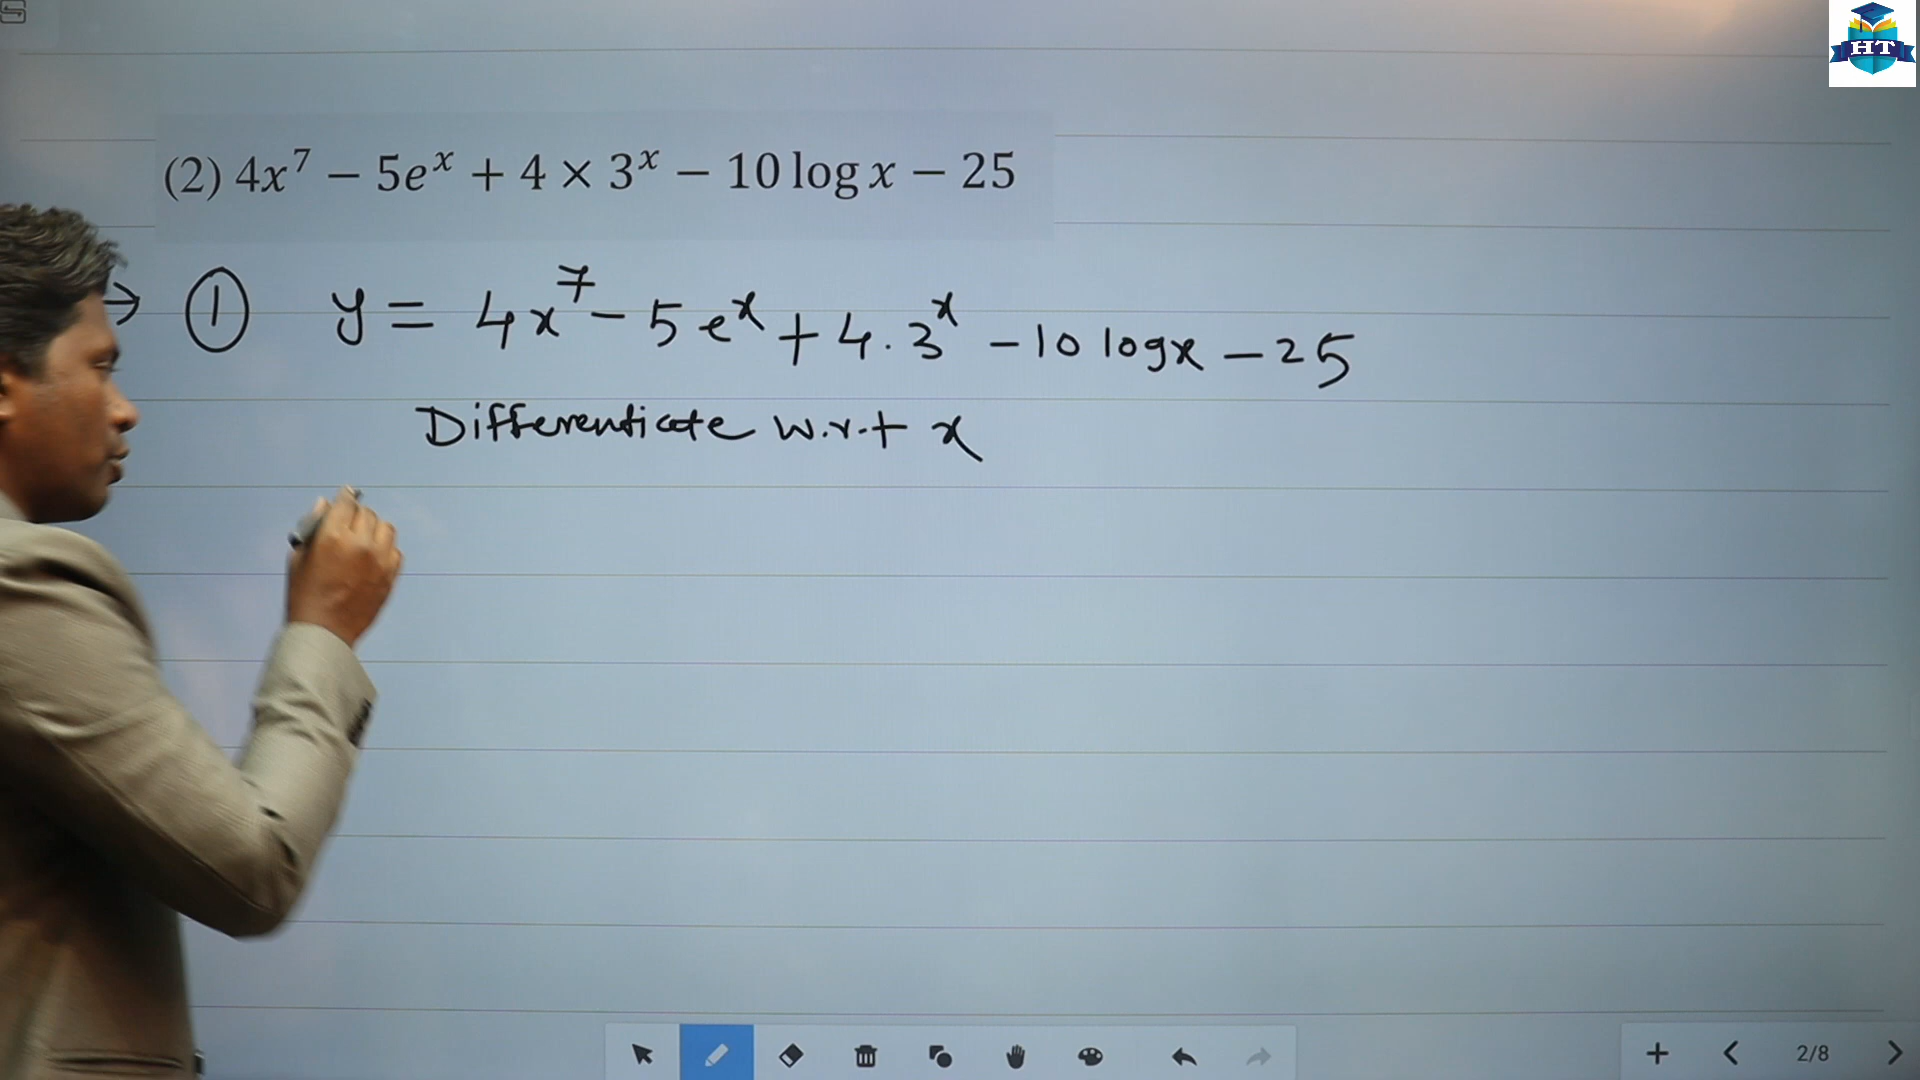 HT
(2) 4x⁷ − 5eˣ + 4 × 3ˣ − 10 log x − 25
→ ① y = 4x⁷ − 5eˣ + 4 . 3ˣ − 10 logx − 25
Differentiate w.r.t x
2/8